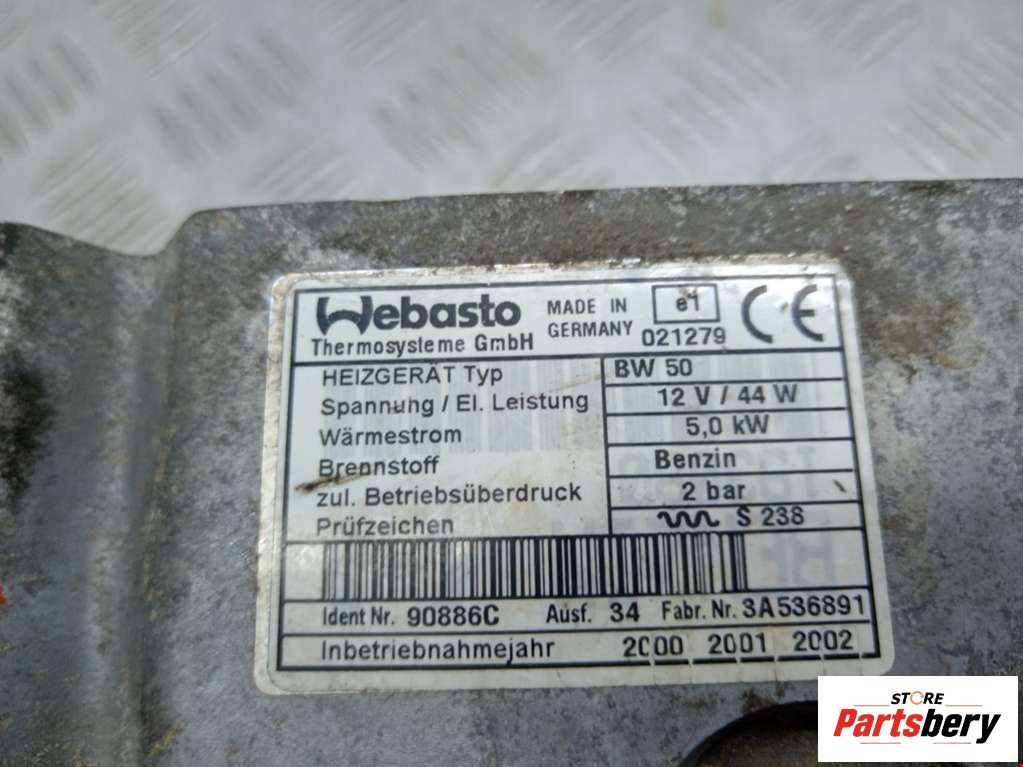 Webasto
Thermosysteme GmbH
MADE IN
GERMANY
e1
021279
CE
HEIZGERÄT Typ BW 50
Spannung / El. Leistung 12 V / 44 W
Wärmestrom 5,0 kW
Brennstoff Benzin
zul. Betriebsüberdruck 2 bar
Prüfzeichen S 238
Ident Nr. 90886C Ausf. 34 Fabr. Nr. 3A536891
Inbetriebnahmejahr 2000 2001 2002
STORE
Partsbery